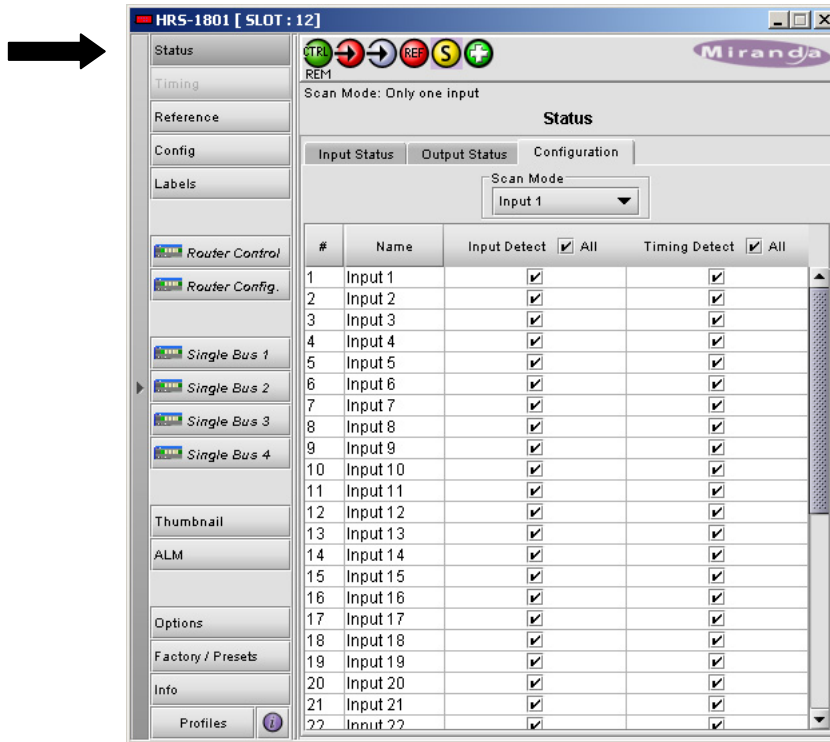 HRS-1801 [ SLOT : 12]
Status
Timing
Reference
Config
Labels
Router Control
Router Config.
Single Bus 1
Single Bus 2
Single Bus 3
Single Bus 4
Thumbnail
ALM
Options
Factory / Presets
Info
Profiles
i
CTRL REF S
REM
Miranda
Scan Mode: Only one input
Status
Input Status Output Status Configuration
Scan Mode
Input 1
# Name Input Detect All Timing Detect All
1 Input 1
2 Input 2
3 Input 3
4 Input 4
5 Input 5
6 Input 6
7 Input 7
8 Input 8
9 Input 9
10 Input 10
11 Input 11
12 Input 12
13 Input 13
14 Input 14
15 Input 15
16 Input 16
17 Input 17
18 Input 18
19 Input 19
20 Input 20
21 Input 21
22 Input 22